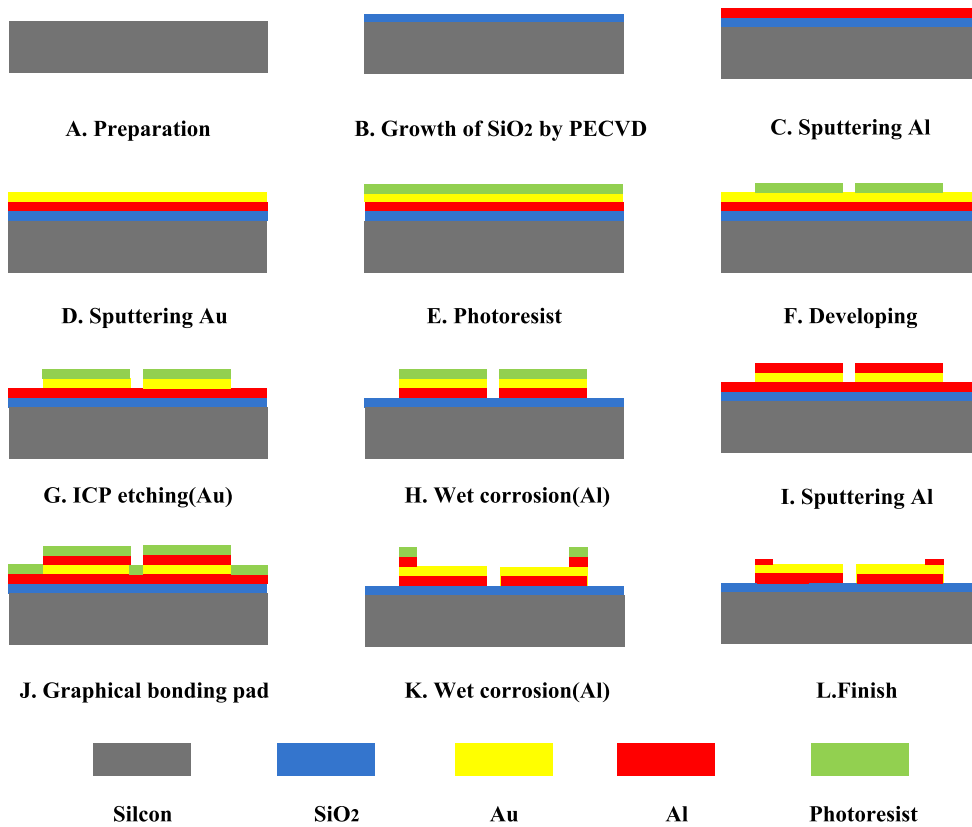 A. Preparation
B. Growth of SiO2 by PECVD
C. Sputtering Al
D. Sputtering Au
E. Photoresist
F. Developing
G. ICP etching(Au)
H. Wet corrosion(Al)
I. Sputtering Al
J. Graphical bonding pad
K. Wet corrosion(Al)
L.Finish
Silcon
SiO2
Au
Al
Photoresist